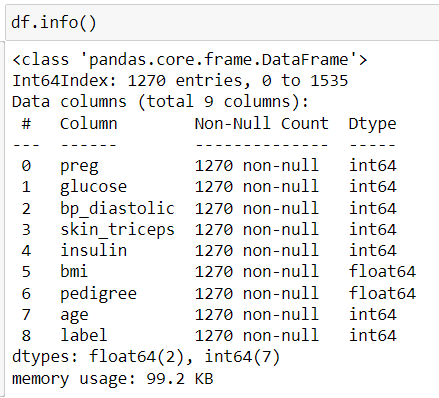 df.info()
<class 'pandas.core.frame.DataFrame'>
Int64Index: 1270 entries, 0 to 1535
Data columns (total 9 columns):
 #   Column        Non-Null Count  Dtype
---  ------        --------------  -----
 0   preg          1270 non-null   int64
 1   glucose       1270 non-null   int64
 2   bp_diastolic  1270 non-null   int64
 3   skin_triceps  1270 non-null   int64
 4   insulin       1270 non-null   int64
 5   bmi           1270 non-null   float64
 6   pedigree      1270 non-null   float64
 7   age           1270 non-null   int64
 8   label         1270 non-null   int64
dtypes: float64(2), int64(7)
memory usage: 99.2 KB